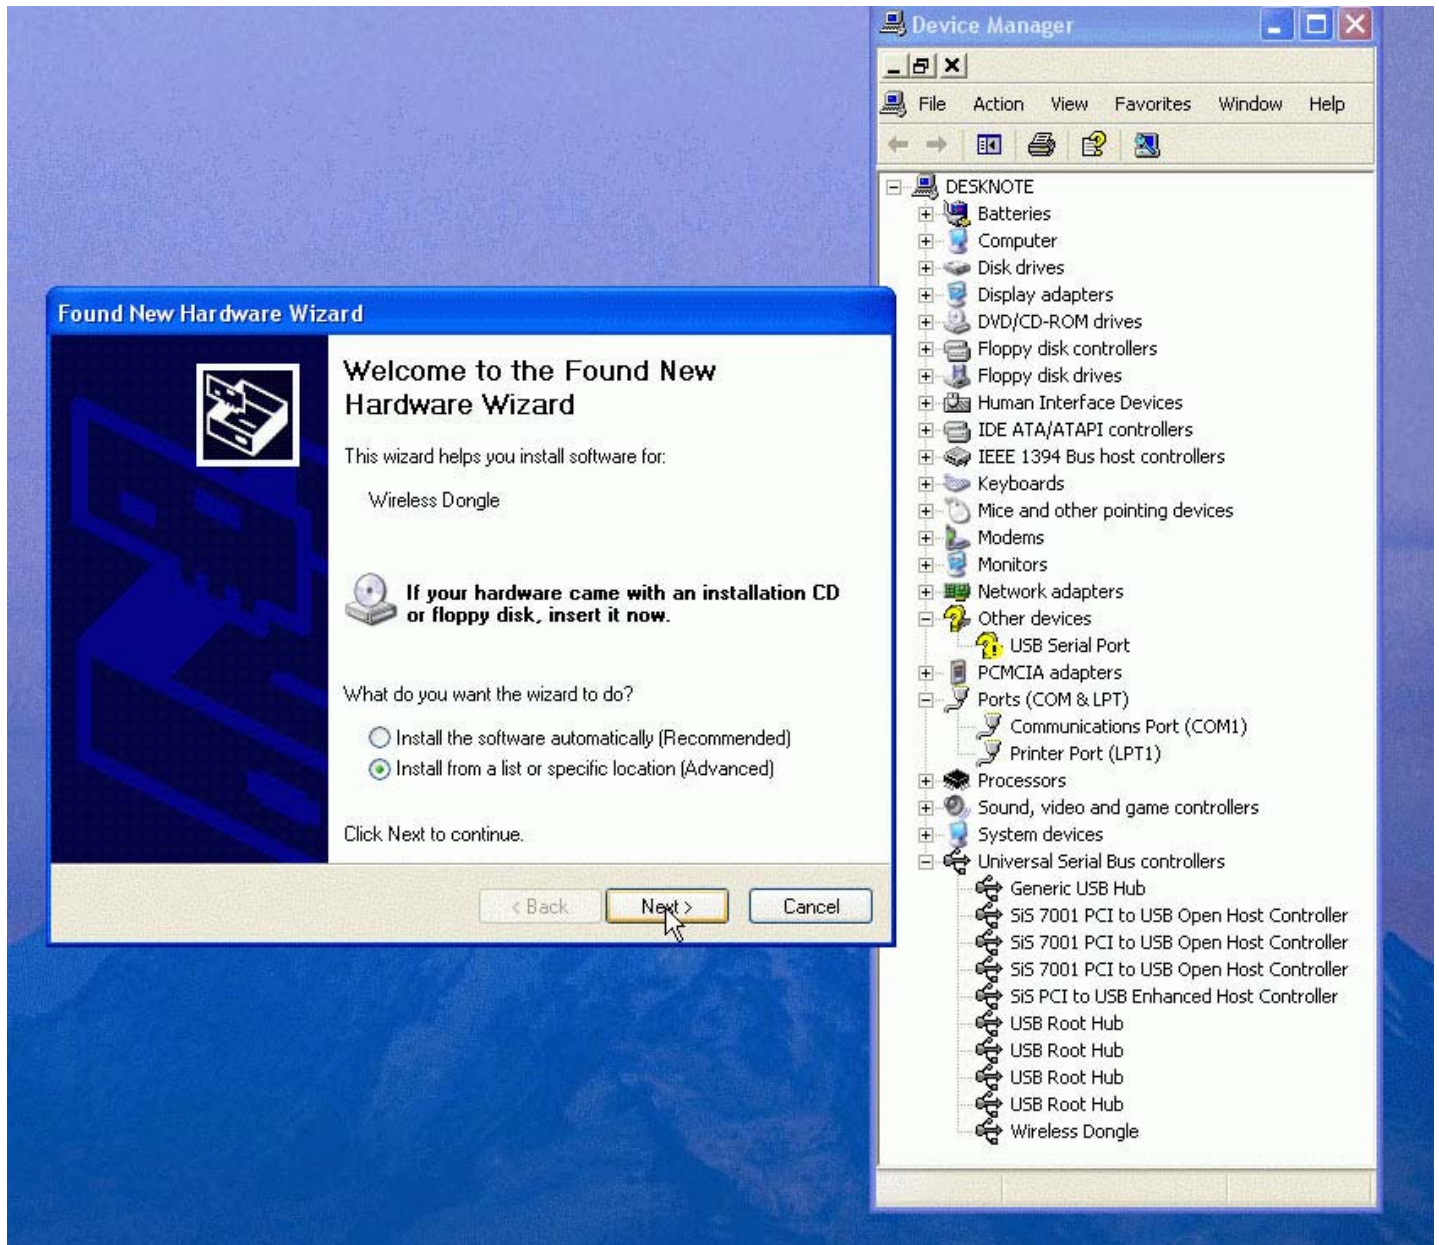 Device Manager
File Action View Favorites Window Help
DESKNOTE
Batteries
Computer
Disk drives
Display adapters
DVD/CD-ROM drives
Floppy disk controllers
Floppy disk drives
Human Interface Devices
IDE ATA/ATAPI controllers
IEEE 1394 Bus host controllers
Keyboards
Mice and other pointing devices
Modems
Monitors
Network adapters
Other devices
USB Serial Port
PCMCIA adapters
Ports (COM & LPT)
Communications Port (COM1)
Printer Port (LPT1)
Processors
Sound, video and game controllers
System devices
Universal Serial Bus controllers
Generic USB Hub
SiS 7001 PCI to USB Open Host Controller
SiS 7001 PCI to USB Open Host Controller
SiS 7001 PCI to USB Open Host Controller
SiS PCI to USB Enhanced Host Controller
USB Root Hub
USB Root Hub
USB Root Hub
USB Root Hub
Wireless Dongle
Found New Hardware Wizard
Welcome to the Found New
Hardware Wizard
This wizard helps you install software for:
Wireless Dongle
If your hardware came with an installation CD
or floppy disk, insert it now.
What do you want the wizard to do?
Install the software automatically (Recommended)
Install from a list or specific location (Advanced)
Click Next to continue.
< Back Next > Cancel